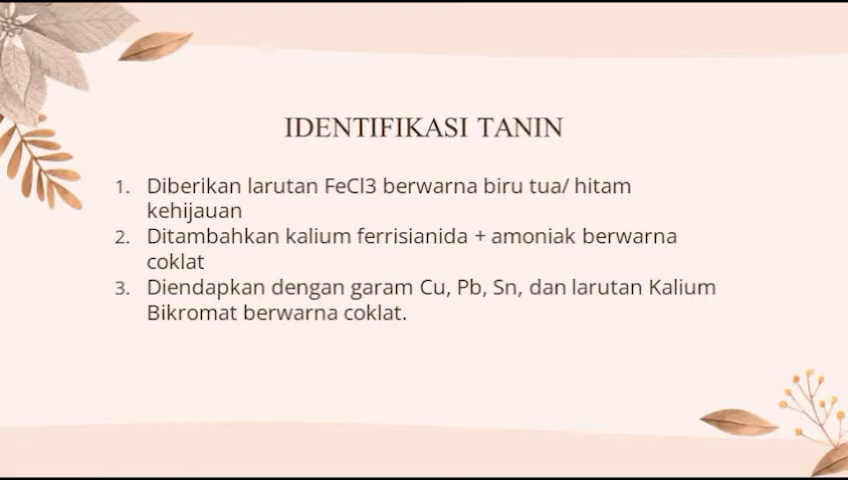 IDENTIFIKASI TANIN
1. Diberikan larutan FeCl3 berwarna biru tua/ hitam
kehijauan
2. Ditambahkan kalium ferrisianida + amoniak berwarna
coklat
3. Diendapkan dengan garam Cu, Pb, Sn, dan larutan Kalium
Bikromat berwarna coklat.